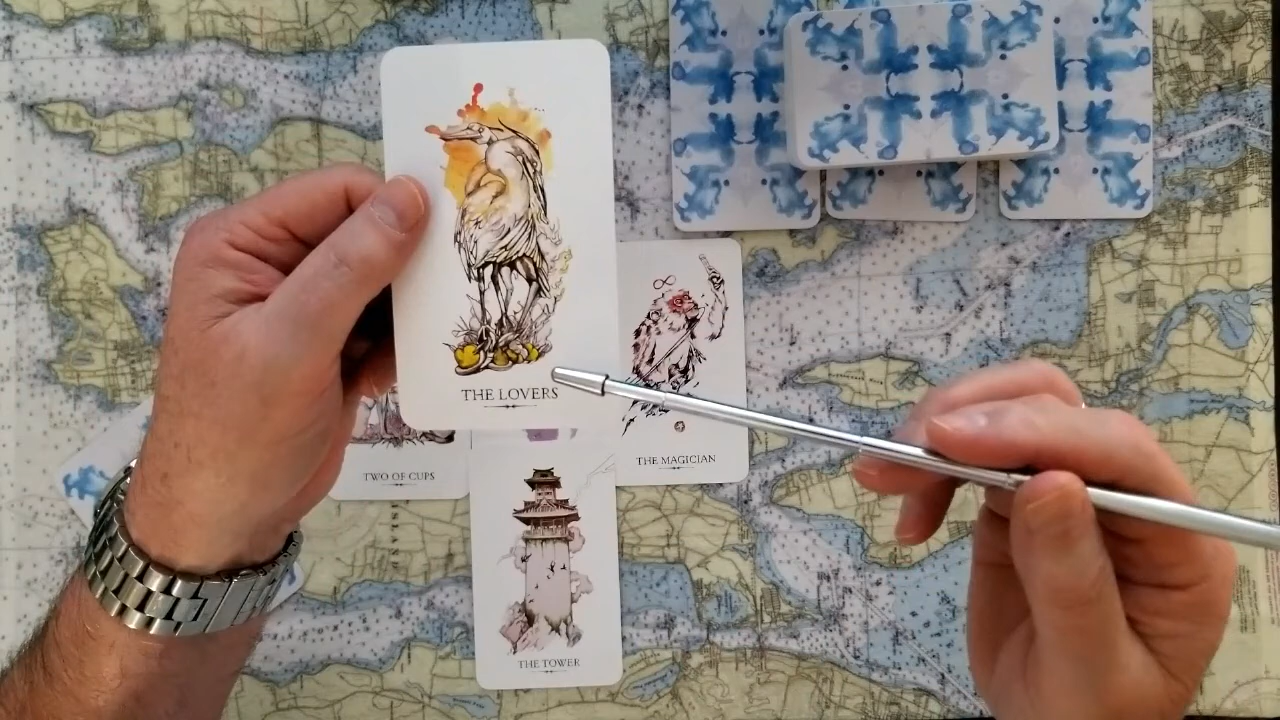 THE LOVERS
TWO OF CUPS
THE MAGICIAN
THE TOWER